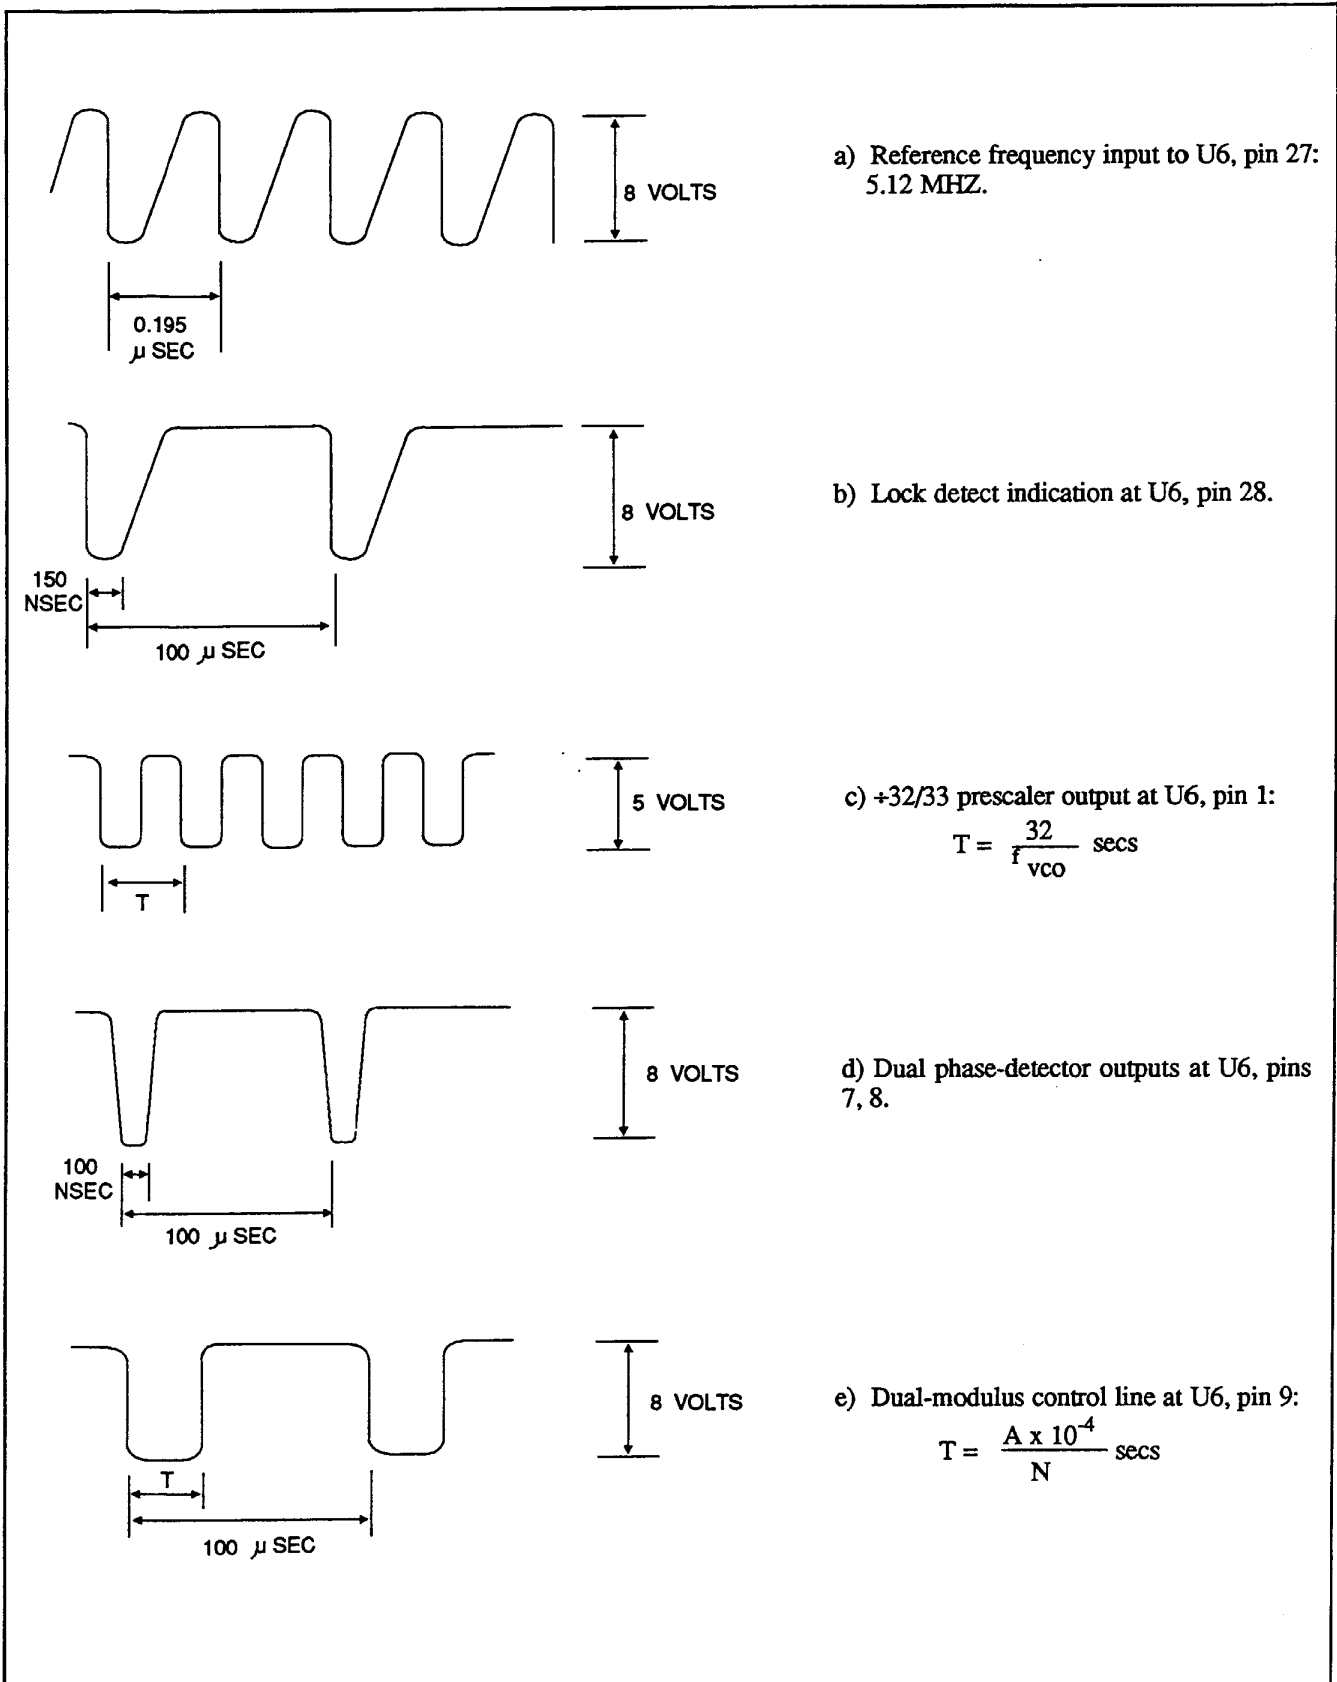 8 VOLTS
a) Reference frequency input to U6, pin 27:
5.12 MHZ.
0.195
μ SEC
8 VOLTS
b) Lock detect indication at U6, pin 28.
150
NSEC
100 μ SEC
5 VOLTS
c) ÷32/33 prescaler output at U6, pin 1:
T = 32 / f VCO secs
T
8 VOLTS
d) Dual phase-detector outputs at U6, pins
7, 8.
100
NSEC
100 μ SEC
8 VOLTS
e) Dual-modulus control line at U6, pin 9:
T = A x 10⁻⁴ / N secs
T
100 μ SEC